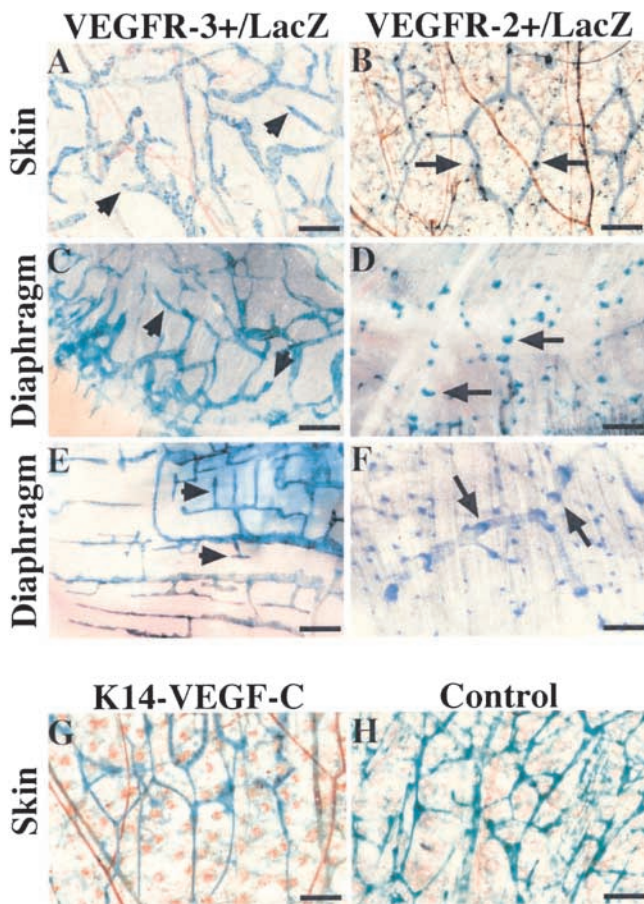 VEGFR-3+/LacZ VEGFR-2+/LacZ
Skin
A B
Diaphragm
C D
Diaphragm
E F
K14-VEGF-C Control
Skin
G H